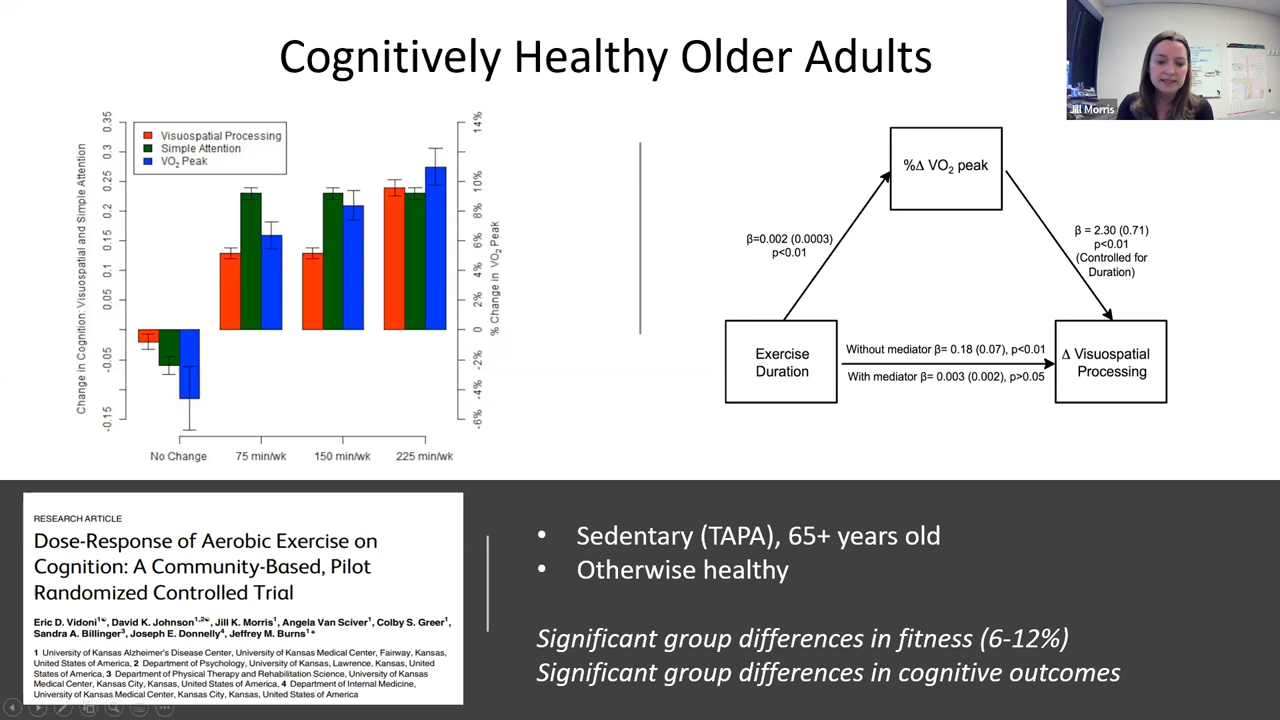 Cognitively Healthy Older Adults
Jill Morris
Change in Cognition: Visuospatial and Simple Attention
0.35
0.3
0.25
0.2
0.15
0.1
0.05
-0.05
-0.15
Visuospatial Processing
Simple Attention
VO2 Peak
14%
10%
8%
6%
4%
2%
0
-2%
-4%
-6%
% Change in VO2 Peak
No Change 75 min/wk 150 min/wk 225 min/wk
%Δ VO2 peak
β=0.002 (0.0003)
p<0.01
β = 2.30 (0.71)
p<0.01
(Controlled for
Duration)
Exercise
Duration
Without mediator β= 0.18 (0.07), p<0.01
With mediator β= 0.003 (0.002), p>0.05
Δ Visuospatial
Processing
RESEARCH ARTICLE
Dose-Response of Aerobic Exercise on
Cognition: A Community-Based, Pilot
Randomized Controlled Trial
Eric D. Vidoni1☯, David K. Johnson1,2☯, Jill K. Morris1, Angela Van Sciver1, Colby S. Greer1,
Sandra A. Billinger3, Joseph E. Donnelly4, Jeffrey M. Burns1*
1 University of Kansas Alzheimer's Disease Center, University of Kansas Medical Center, Fairway, Kansas,
United States of America, 2 Department of Psychology, University of Kansas, Lawrence, Kansas, United
States of America, 3 Department of Physical Therapy and Rehabilitation Science, University of Kansas
Medical Center, Kansas City, Kansas, United States of America, 4 Department of Internal Medicine,
University of Kansas Medical Center, Kansas City, Kansas, United States of America
• Sedentary (TAPA), 65+ years old
• Otherwise healthy
Significant group differences in fitness (6-12%)
Significant group differences in cognitive outcomes